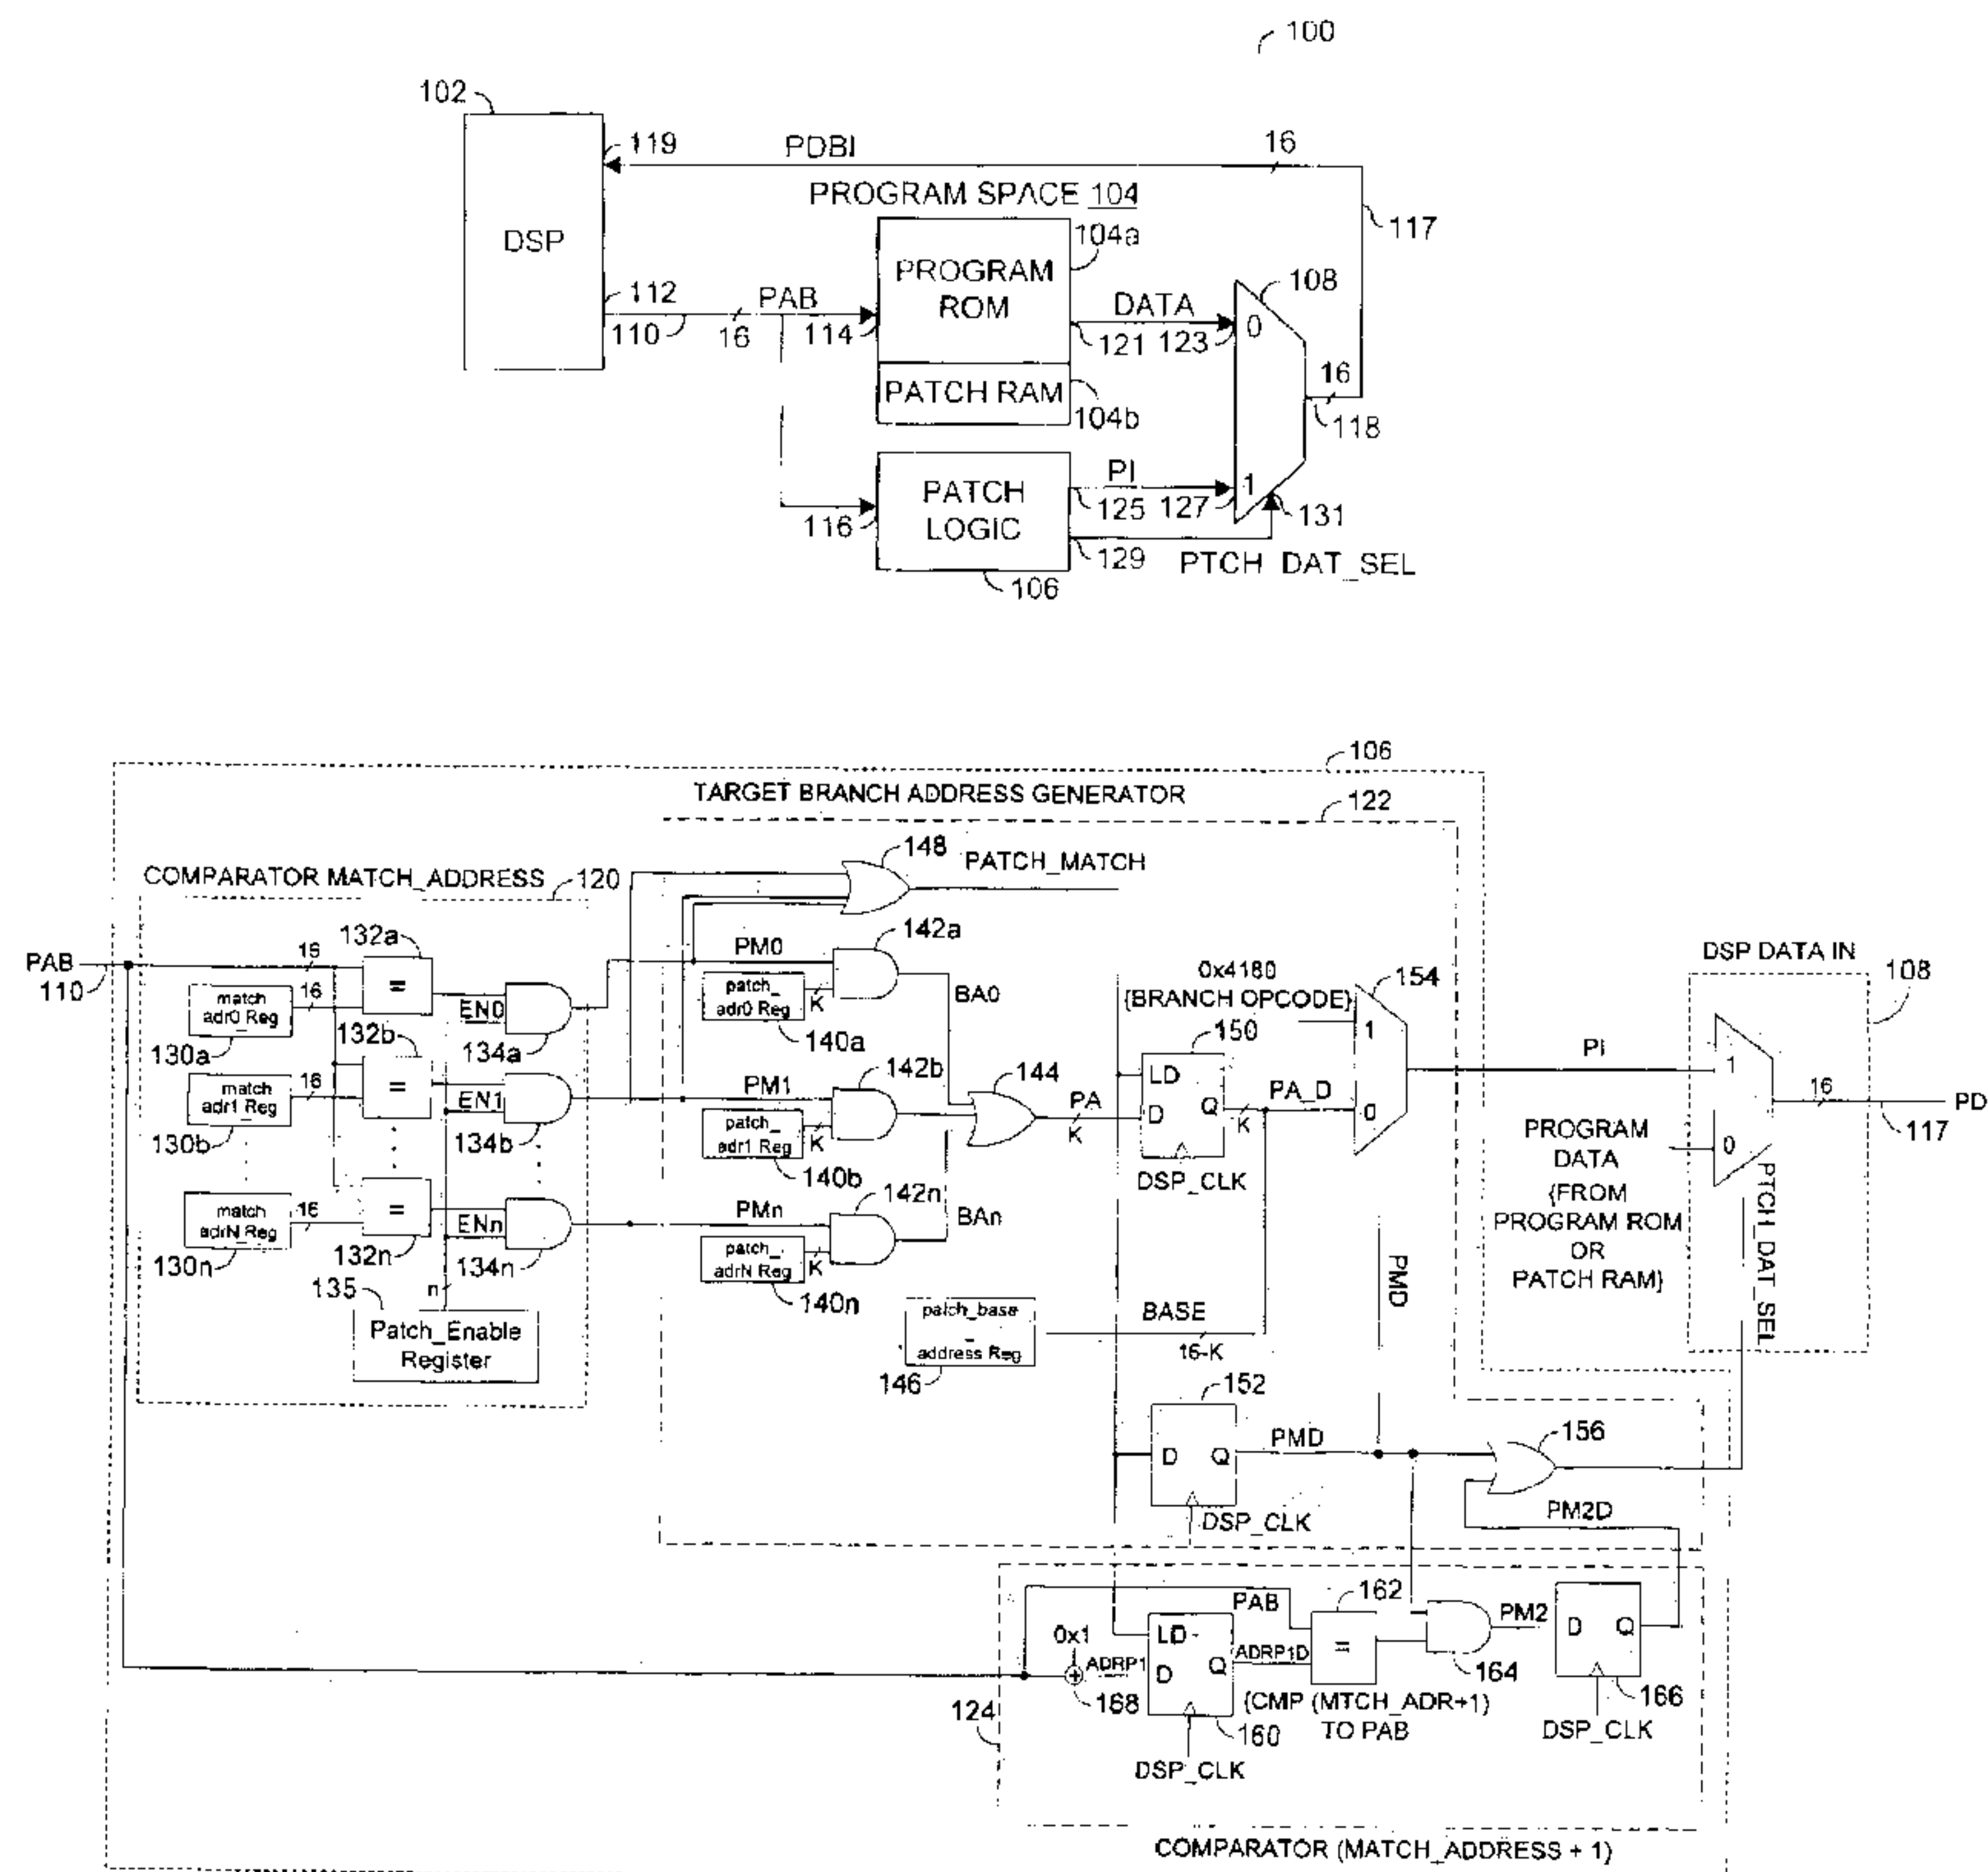 100
102
119
PDBI
16
PROGRAM SPACE 104
104a
117
DSP
PROGRAM
ROM
108
112
PAB
DATA
0
110
16
114
121
123
16
PATCH RAM
104b
118
PI
PATCH
LOGIC
1
125
127
131
116
129
PTCH DAT_SEL
106
106
TARGET BRANCH ADDRESS GENERATOR
122
148
PATCH_MATCH
COMPARATOR MATCH_ADDRESS
120
142a
132a
PM0
16
PAB
110
DSP DATA IN
108
0x4180
154
{BRANCH OPCODE}
match
adr0_Reg
16
=
EN0
patch_
adr0 Reg
K
BA0
1
130a
132b
134a
140a
150
PI
1
142b
144
LD
match
adr1_Reg
16
=
EN1
PM1
PA
K
D
Q
K
PA_D
0
16
PD
117
130b
134b
patch_
adr1 Reg
K
140b
DSP_CLK
PROGRAM
DATA
{FROM
PROGRAM ROM
OR
PATCH RAM}
0
PTCH_DAT_SEL
142n
match
adrN_Reg
16
=
ENn
PMn
BAn
130n
132n
134n
patch_
adrN Reg
K
140n
PMD
135
n
Patch_Enable
Register
patch_base
_
address Reg
BASE
16-K
146
152
D
Q
PMD
156
DSP_CLK
PM2D
PAB
162
0x1
LD
ADRP1
D
Q
ADRP1D
=
PM2
D
Q
168
164
166
124
160
{CMP (MTCH_ADR+1)
TO PAB
DSP_CLK
DSP_CLK
COMPARATOR (MATCH_ADDRESS + 1)